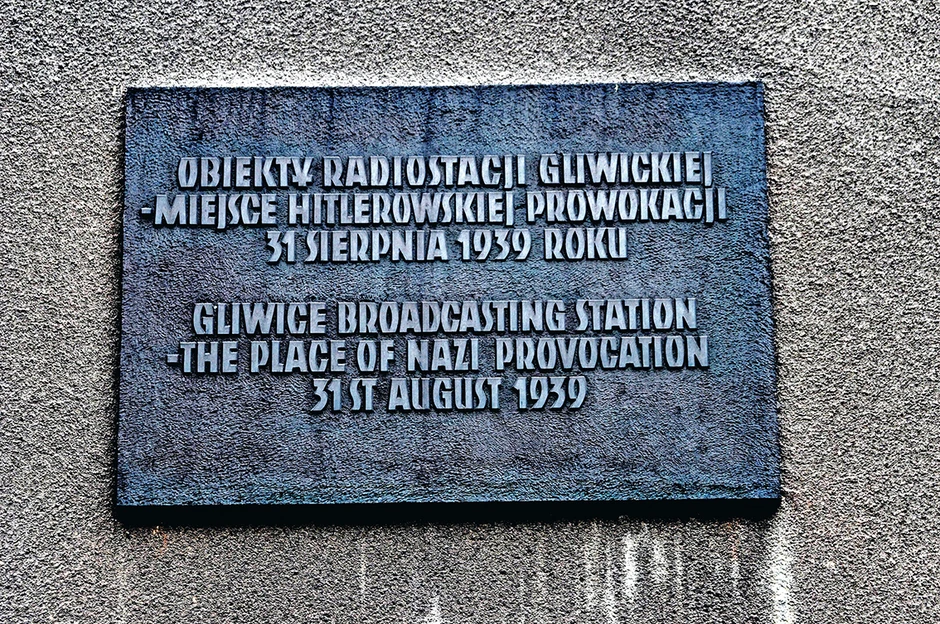 OBIEKTY RADIOSTACJI GLIWICKIEJ
-MIEJSCE HITLEROWSKIEJ PROWOKACJI
31 SIERPNIA 1939 ROKU
GLIWICE BROADCASTING STATION
-THE PLACE OF NAZI PROVOCATION
31 ST AUGUST 1939